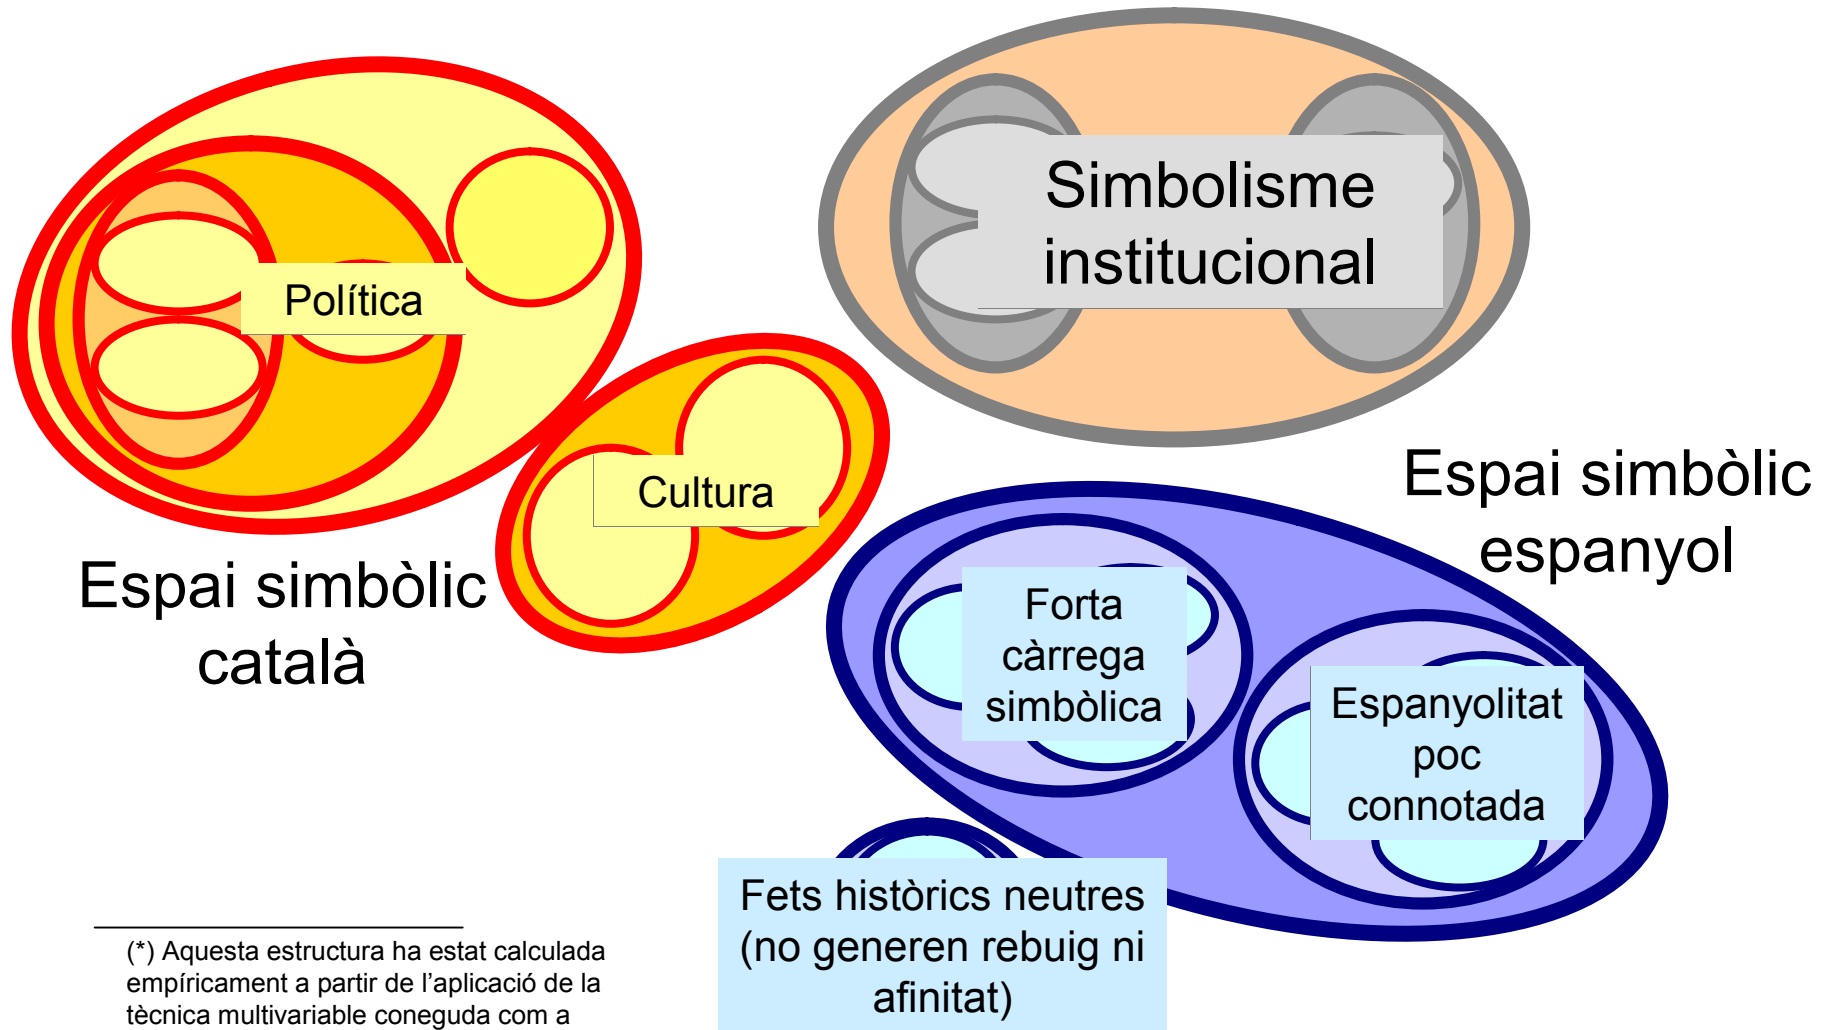 Simbolisme
institucional
Política
Cultura
Espai simbòlic
català
Espai simbòlic
espanyol
Forta
càrrega
simbòlica
Espanyolitat
poc
connotada
Fets històrics neutres
(no generen rebuig ni
afinitat)
(*) Aquesta estructura ha estat calculada
empíricament a partir de l’aplicació de la
tècnica multivariable coneguda com a